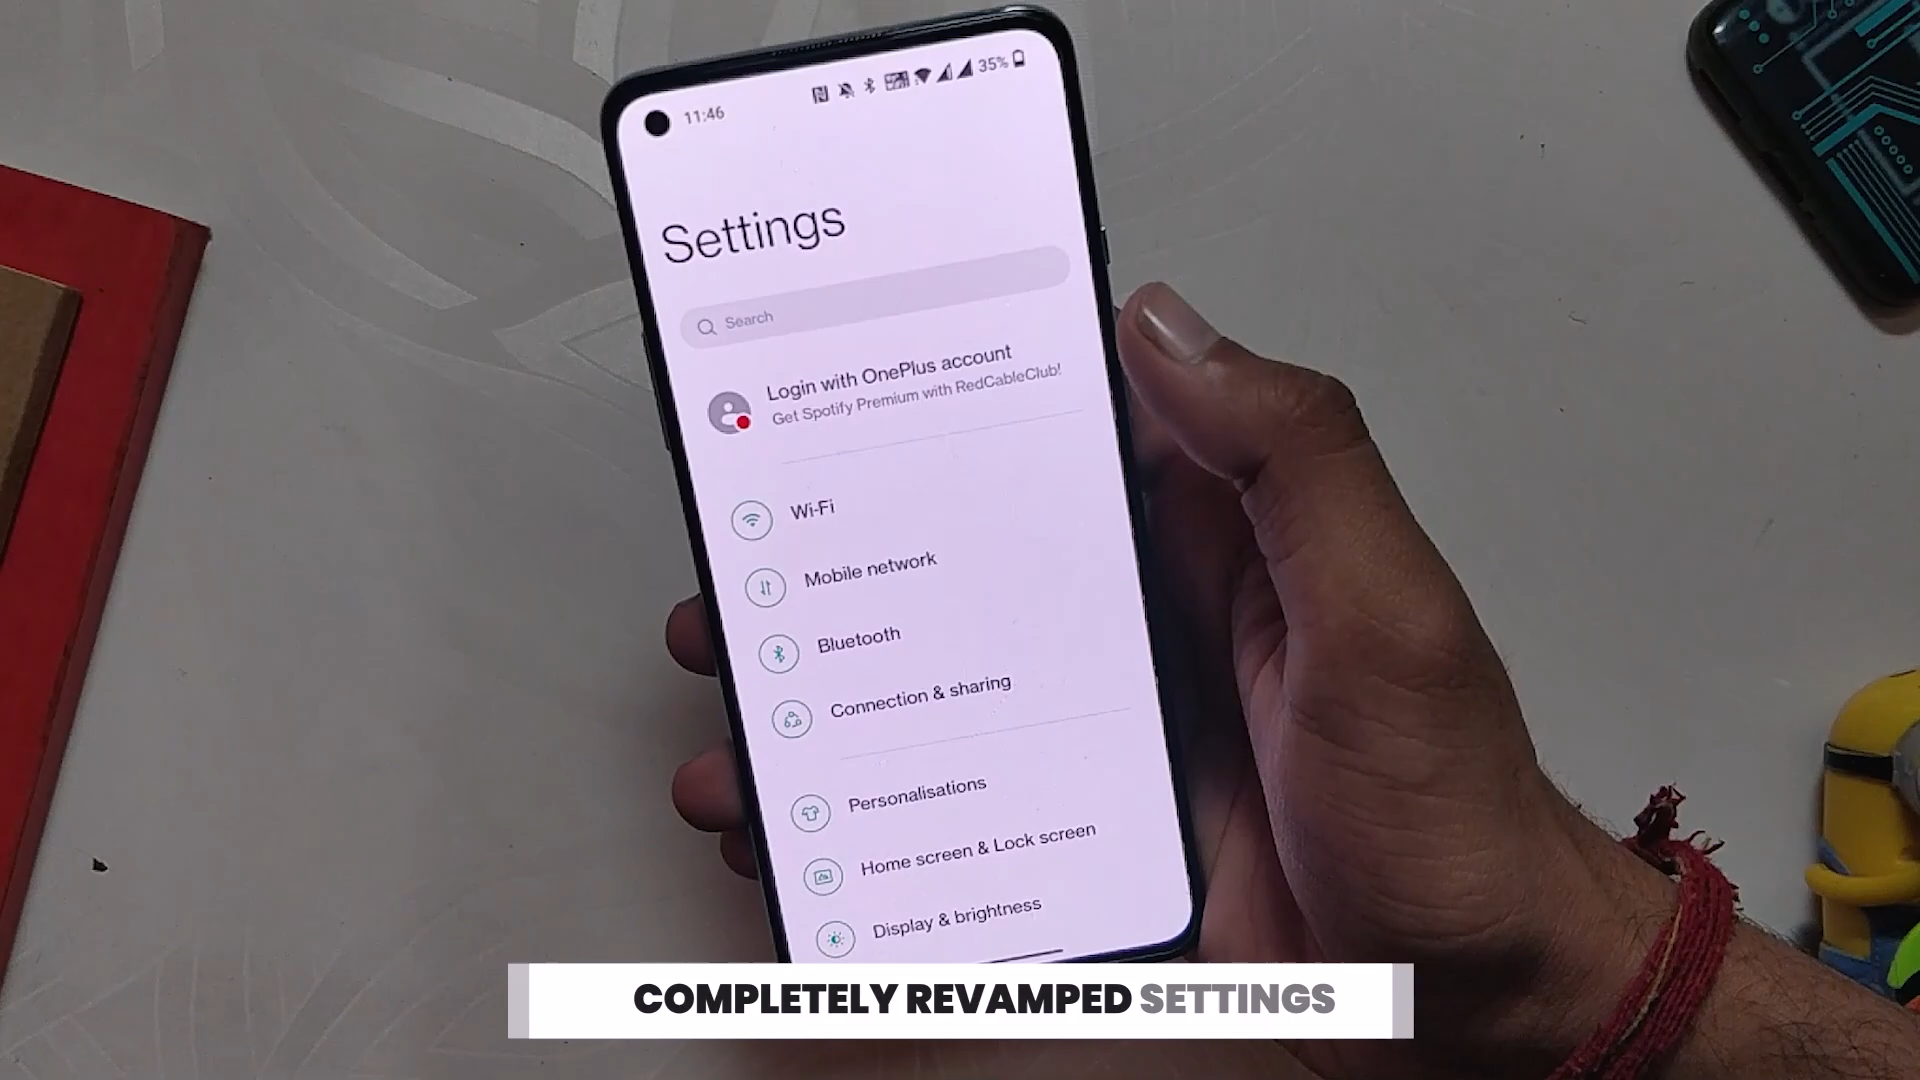 11:46
35%
Settings
Search
Login with OnePlus account
Get Spotify Premium with RedCableClub!
Wi-Fi
Mobile network
Bluetooth
Connection & sharing
Personalisations
Home screen & Lock screen
Display & brightness
COMPLETELY REVAMPED SETTINGS